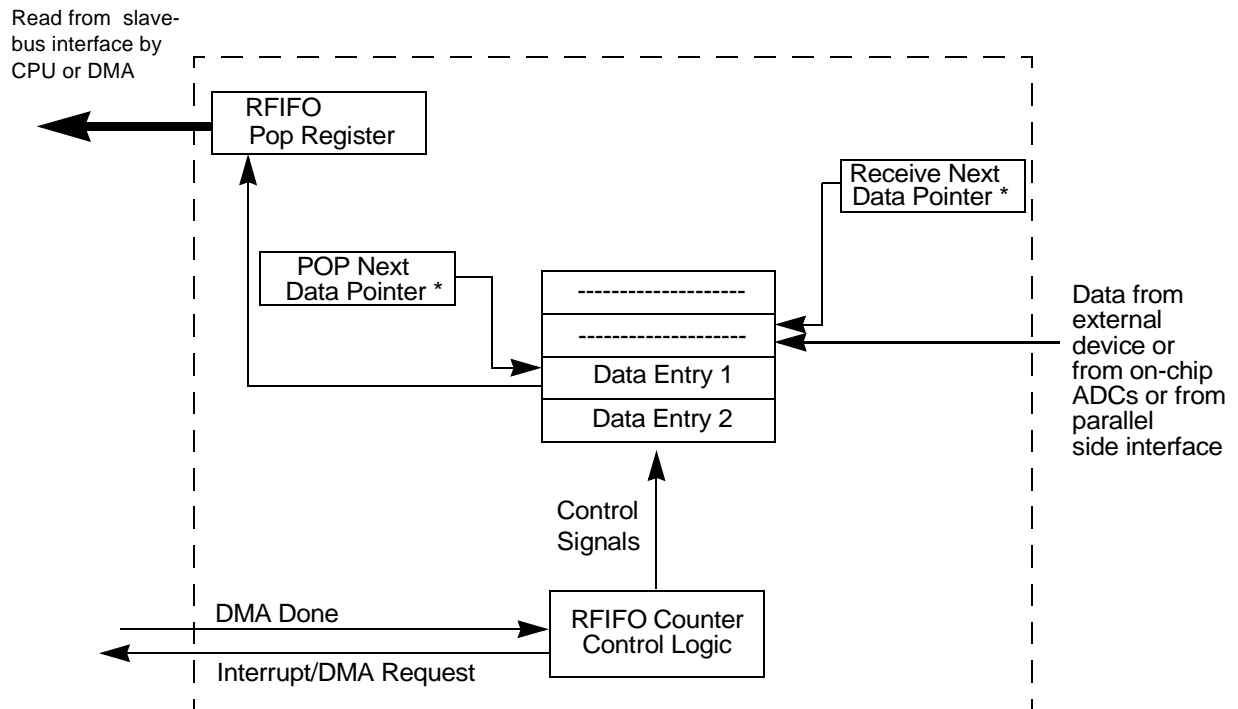 Read from slave-
bus interface by
CPU or DMA
RFIFO
Pop Register
Receive Next
Data Pointer *
POP Next
Data Pointer *
---------------------
---------------------
Data Entry 1
Data Entry 2
Data from
external
device or
from on-chip
ADCs or from
parallel
side interface
Control
Signals
DMA Done
RFIFO Counter
Control Logic
Interrupt/DMA Request